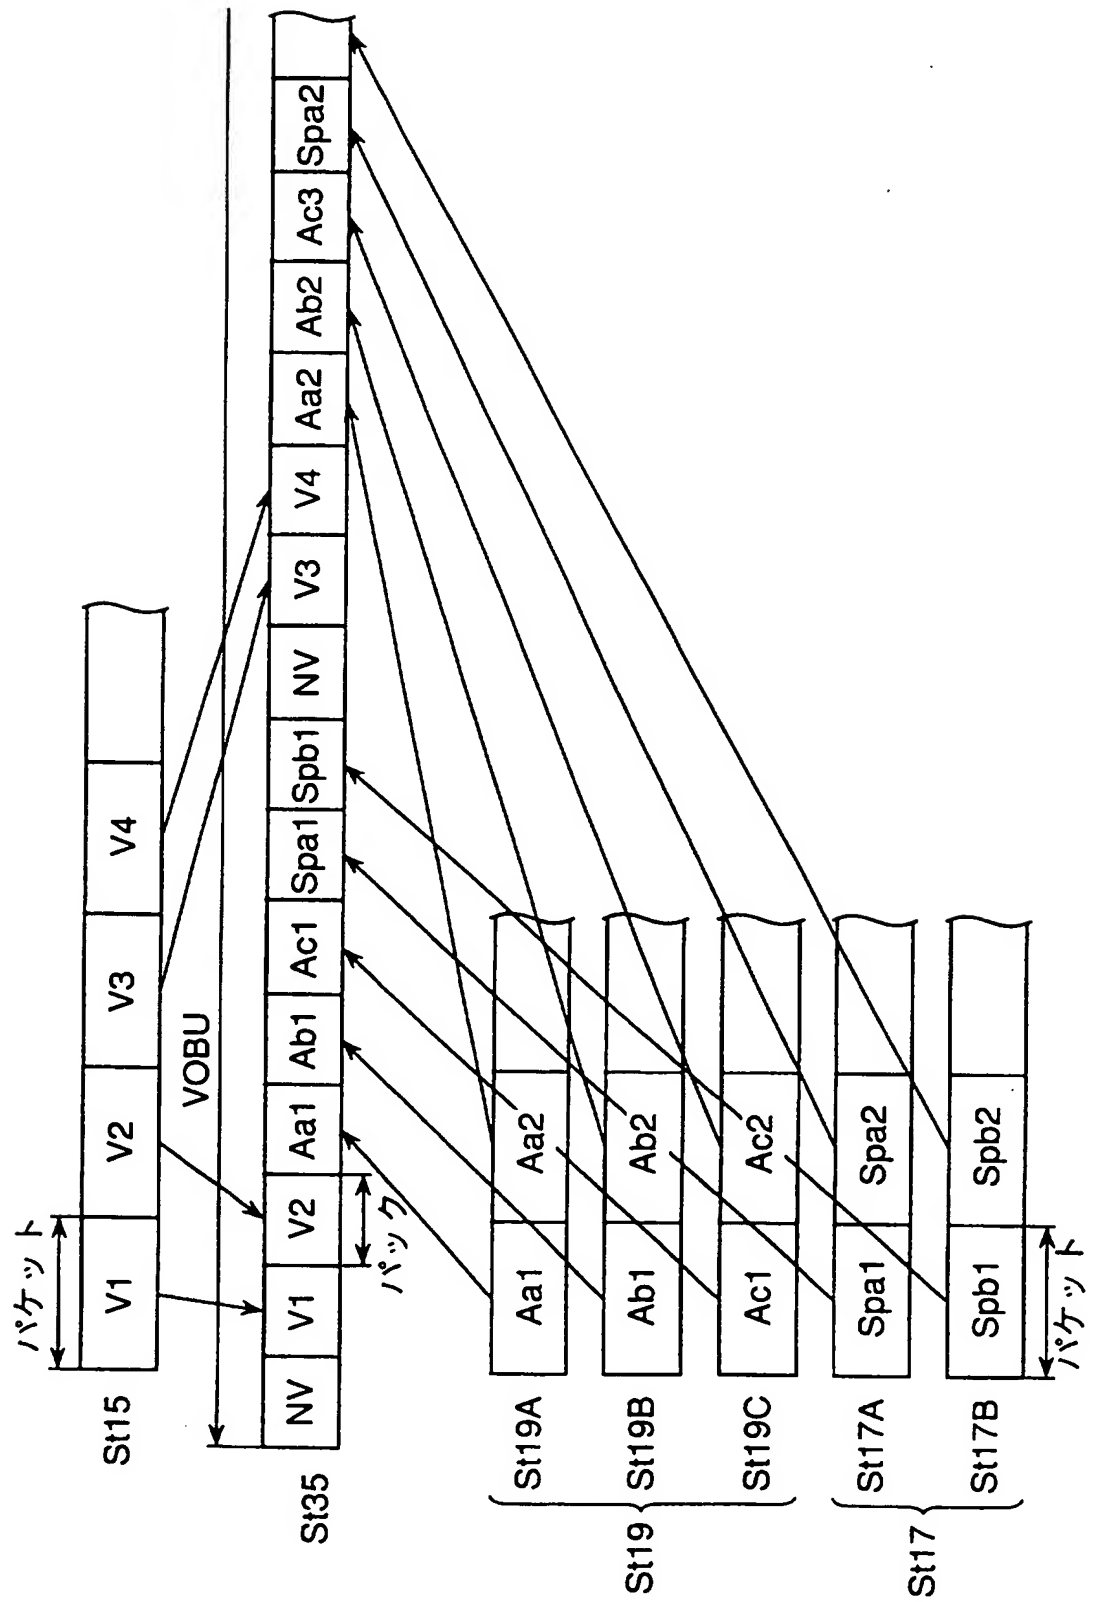 パケット
St15 V1 V2 V3 V4
VOBU
St35 NV V1 V2 Aa1 Ab1 Ac1 Spa1 Spb1 NV V3 V4 Aa2 Ab2 Ac3 Spa2
パック
St19
St19A Aa1 Aa2
St19B Ab1 Ab2
St19C Ac1 Ac2
St17
St17A Spa1 Spa2
St17B Spb1 Spb2
パケット